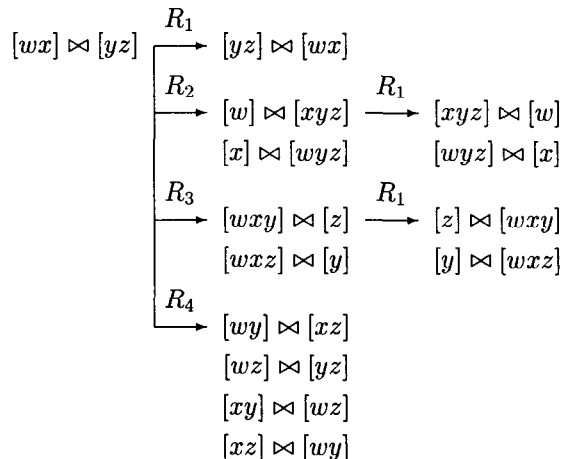 R₁
[wx] ⋈ [yz] [yz] ⋈ [wx]
R₂ R₁
[w] ⋈ [xyz] [xyz] ⋈ [w]
[x] ⋈ [wyz] [wyz] ⋈ [x]
R₃ R₁
[wxy] ⋈ [z] [z] ⋈ [wxy]
[wxz] ⋈ [y] [y] ⋈ [wxz]
R₄
[wy] ⋈ [xz]
[wz] ⋈ [yz]
[xy] ⋈ [wz]
[xz] ⋈ [wy]